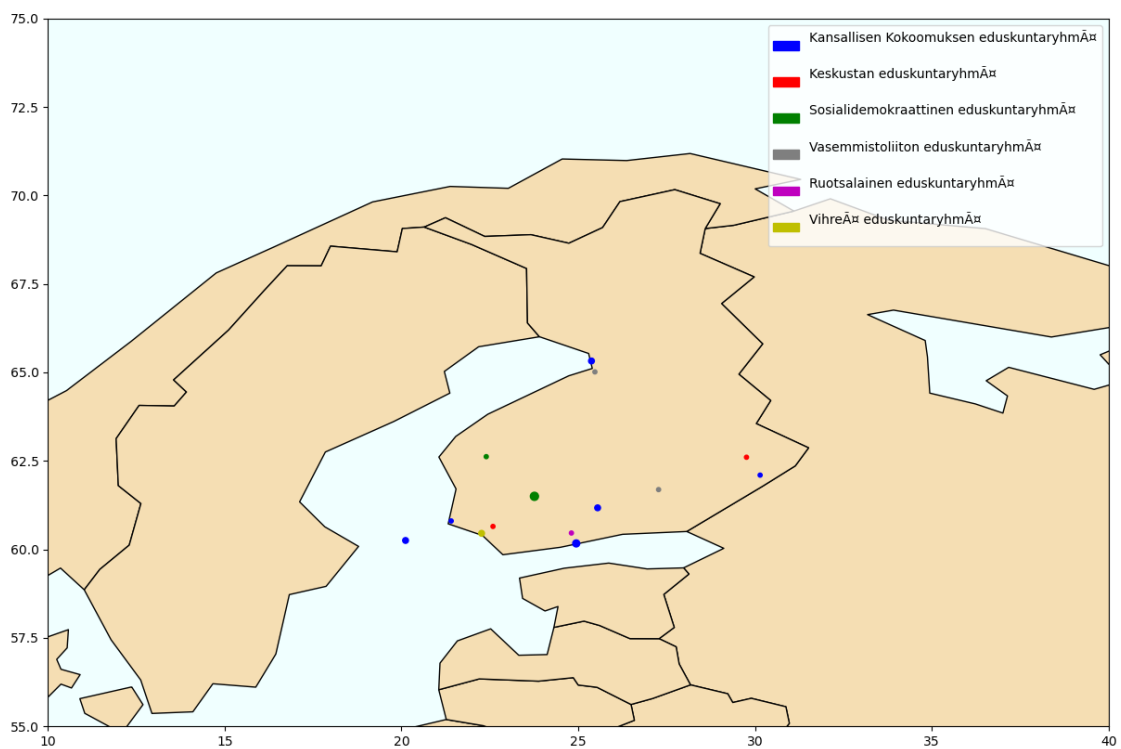 75.0
72.5
70.0
67.5
65.0
62.5
60.0
57.5
55.0
10 15 20 25 30 35 40
Kansallisen Kokoomuksen eduskuntaryhmÃ¤
Keskustan eduskuntaryhmÃ¤
Sosialidemokraattinen eduskuntaryhmÃ¤
Vasemmistoliiton eduskuntaryhmÃ¤
Ruotsalainen eduskuntaryhmÃ¤
VihreÃ¤ eduskuntaryhmÃ¤